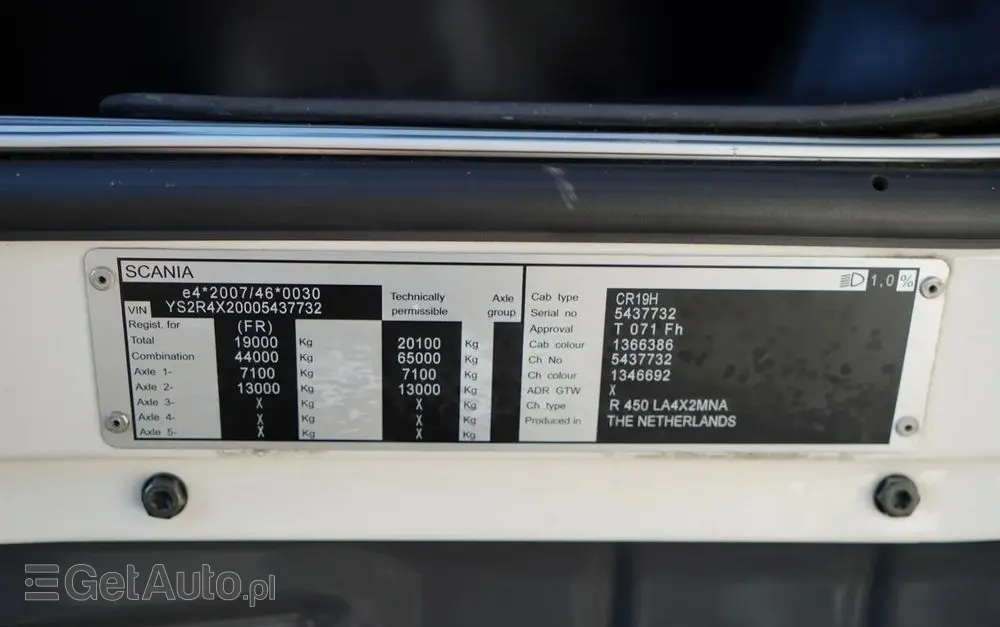 SCANIA
e4*2007/46*0030
VIN YS2R4X20005437732
Regist. for (FR) Technically permissible Axle group
Total 19000 Kg 20100 Kg
Combination 44000 Kg 65000 Kg
Axle 1- 7100 Kg 7100 Kg
Axle 2- 13000 Kg 13000 Kg
Axle 3- X Kg X Kg
Axle 4- X Kg X Kg
Axle 5- X Kg X Kg
1,0 %
Cab type CR19H
Serial no 5437732
Approval T 071 Fh
Cab colour 1366386
Ch No 5437732
Ch colour 1346692
ADR GTW X
Ch type R 450 LA4X2MNA
Produced in THE NETHERLANDS
GetAuto.pl